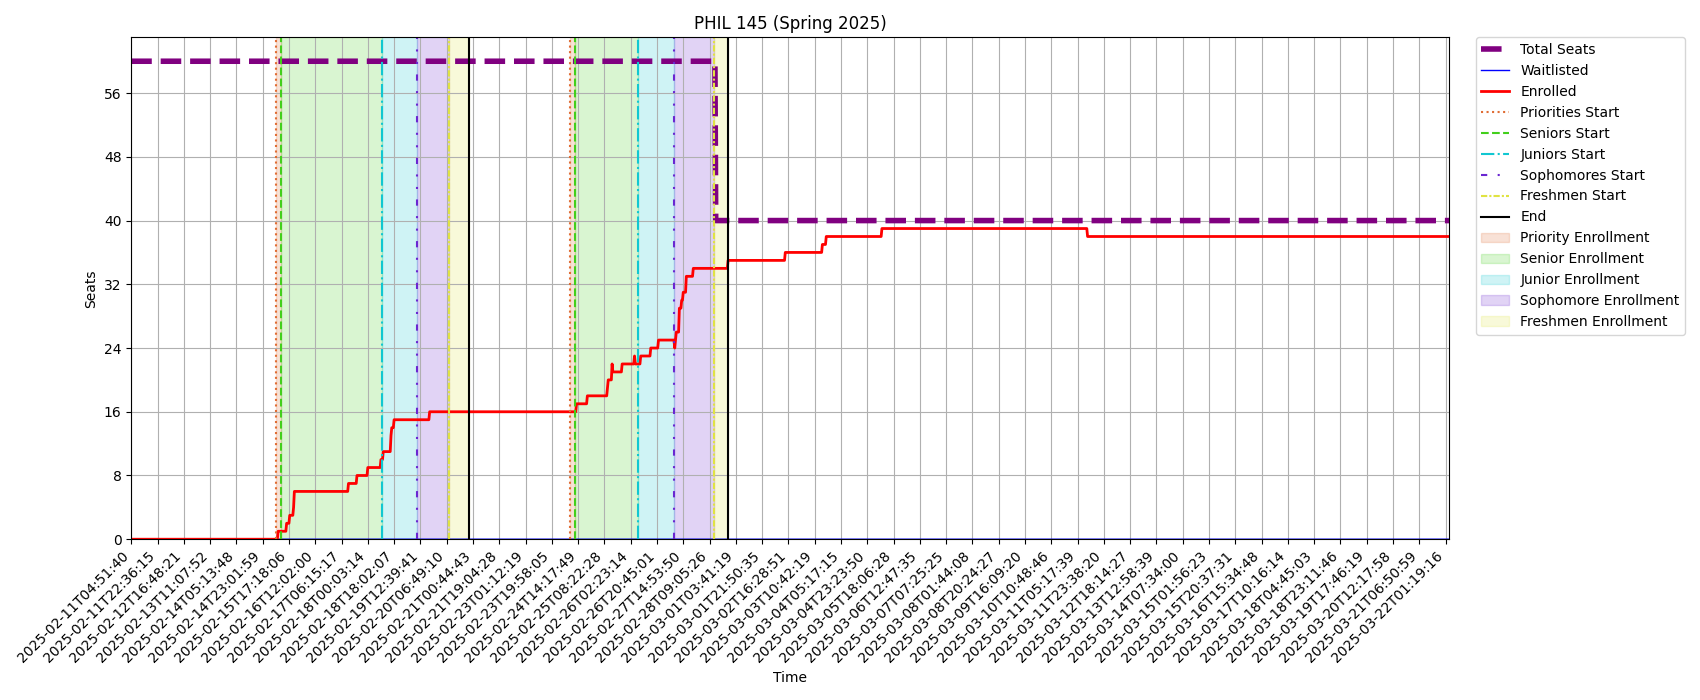 PHIL 145 (Spring 2025)
Seats
56
48
40
32
24
16
8
0
2025-02-11T04:51:40
2025-02-11T22:36:15
2025-02-12T16:48:21
2025-02-13T11:07:52
2025-02-14T05:13:48
2025-02-14T23:01:59
2025-02-15T17:18:06
2025-02-16T12:02:00
2025-02-17T06:15:17
2025-02-18T00:03:14
2025-02-18T18:02:07
2025-02-19T12:39:41
2025-02-20T06:49:10
2025-02-21T00:44:43
2025-02-21T19:04:28
2025-02-23T01:12:19
2025-02-23T19:58:05
2025-02-24T14:17:49
2025-02-25T08:22:28
2025-02-26T02:23:14
2025-02-26T20:45:01
2025-02-27T14:53:50
2025-02-28T09:05:26
2025-03-01T03:41:19
2025-03-01T21:50:35
2025-03-02T16:28:51
2025-03-03T10:42:19
2025-03-04T05:17:15
2025-03-04T23:23:50
2025-03-05T18:06:28
2025-03-06T12:47:35
2025-03-07T07:25:25
2025-03-08T01:44:08
2025-03-08T20:24:27
2025-03-09T16:09:20
2025-03-10T10:48:46
2025-03-11T05:17:39
2025-03-11T23:38:20
2025-03-12T18:14:27
2025-03-13T12:58:39
2025-03-14T07:34:00
2025-03-15T01:56:23
2025-03-15T20:37:31
2025-03-16T15:34:48
2025-03-17T10:16:14
2025-03-18T04:45:03
2025-03-18T23:11:46
2025-03-19T17:46:19
2025-03-20T12:17:58
2025-03-21T06:50:59
2025-03-22T01:19:16
Time
Total Seats
Waitlisted
Enrolled
Priorities Start
Seniors Start
Juniors Start
Sophomores Start
Freshmen Start
End
Priority Enrollment
Senior Enrollment
Junior Enrollment
Sophomore Enrollment
Freshmen Enrollment